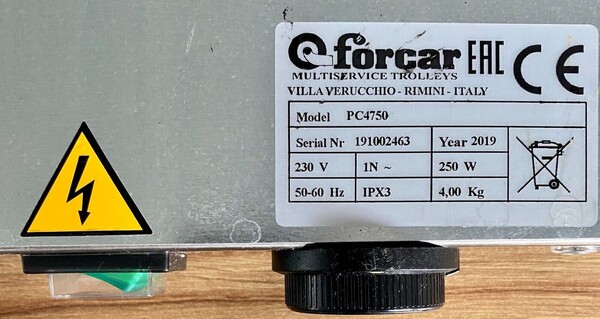 forcar EAC CE
MULTISERVICE TROLLEYS
VILLA VERUCCHIO - RIMINI - ITALY
Model PC4750
Serial Nr 191002463 Year 2019
230 V 1N ~ 250 W
50-60 Hz IPX3 4,00 Kg